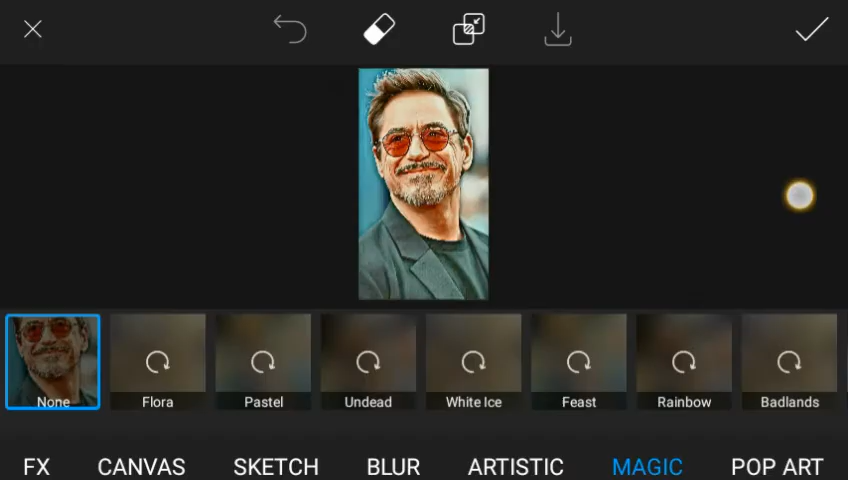 None Flora Pastel Undead White Ice Feast Rainbow Badlands
FX CANVAS SKETCH BLUR ARTISTIC MAGIC POP ART